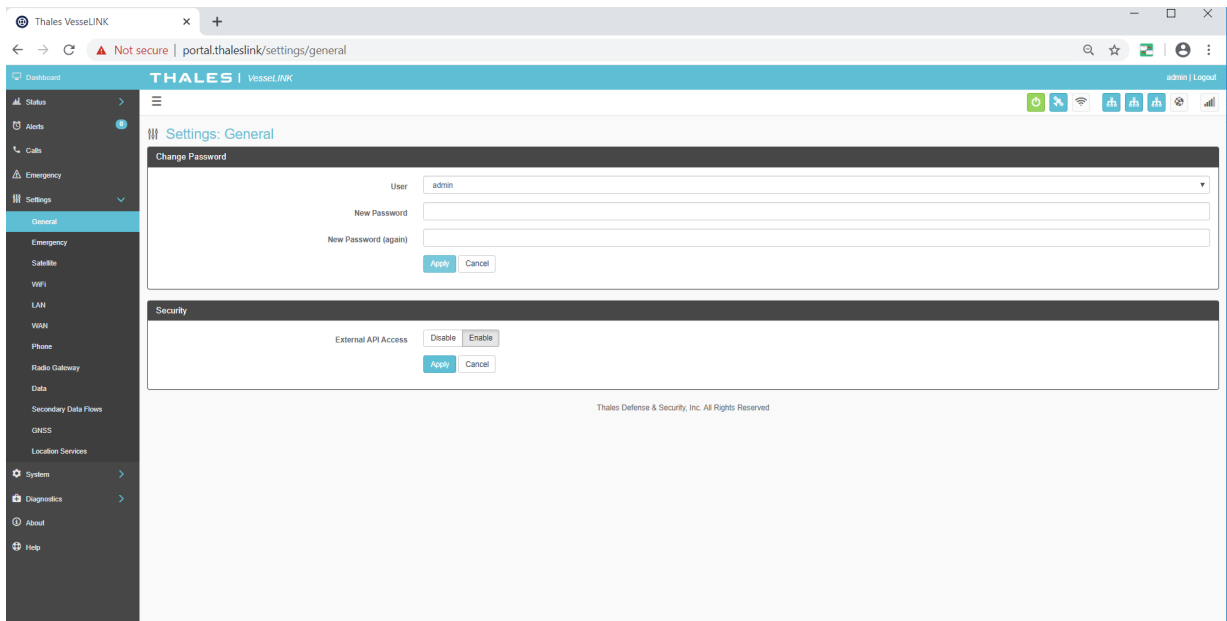 Thales VesseLINK
Not secure | portal.thaleslink/settings/general
Dashboard
THALES | VesseLINK
admin | Logout
Status
Alerts
0
Calls
Emergency
Settings
General
Emergency
Satellite
WiFi
LAN
WAN
Phone
Radio Gateway
Data
Secondary Data Flows
GNSS
Location Services
System
Diagnostics
About
Help
Settings: General
Change Password
User
admin
New Password
New Password (again)
Apply Cancel
Security
External API Access
Disable Enable
Apply Cancel
Thales Defense & Security, Inc. All Rights Reserved